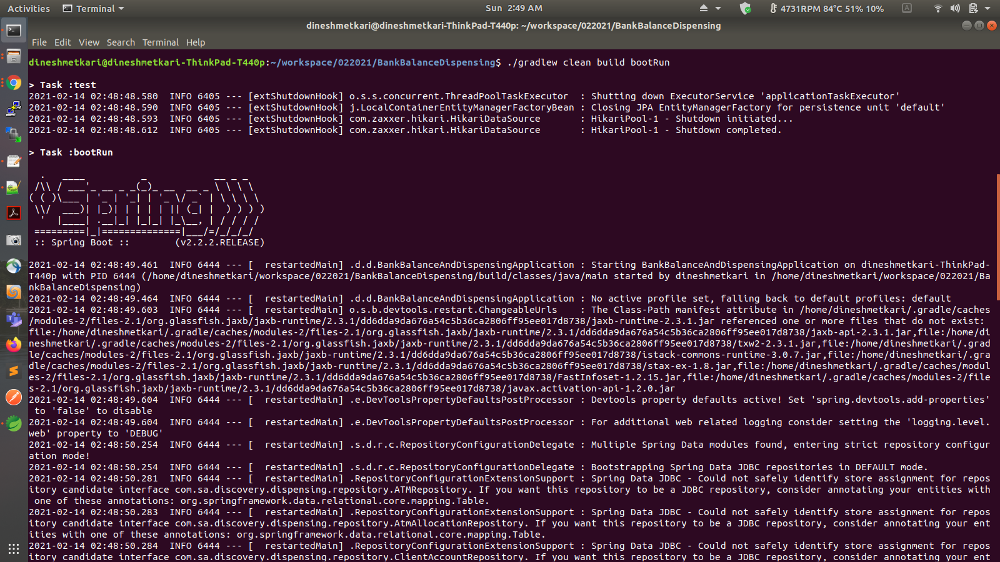 Activities Terminal Sun 2:49 AM 4731RPM 84°C 51% 10% A
dineshmetkari@dineshmetkari-ThinkPad-T440p: ~/workspace/022021/BankBalanceDispensing
File Edit View Search Terminal Help
dineshmetkari@dineshmetkari-ThinkPad-T440p:~/workspace/022021/BankBalanceDispensing$ ./gradlew clean build bootRun
> Task :test
2021-02-14 02:48:48.580  INFO 6405 --- [extShutdownHook] o.s.s.concurrent.ThreadPoolTaskExecutor  : Shutting down ExecutorService 'applicationTaskExecutor'
2021-02-14 02:48:48.590  INFO 6405 --- [extShutdownHook] j.LocalContainerEntityManagerFactoryBean : Closing JPA EntityManagerFactory for persistence unit 'default'
2021-02-14 02:48:48.593  INFO 6405 --- [extShutdownHook] com.zaxxer.hikari.HikariDataSource       : HikariPool-1 - Shutdown initiated...
2021-02-14 02:48:48.612  INFO 6405 --- [extShutdownHook] com.zaxxer.hikari.HikariDataSource       : HikariPool-1 - Shutdown completed.
> Task :bootRun
  .   ____          _            __ _ _
 /\\ / ___'_ __ _ _(_)_ __  __ _ \ \ \ \
( ( )\___ | '_ | '_| | '_ \/ _` | \ \ \ \
 \\/  ___)| |_)| | | | | || (_| |  ) ) ) )
  '  |____| .__|_| |_|_| |_\__, | / / / /
 =========|_|==============|___/=/_/_/_/
 :: Spring Boot ::        (v2.2.2.RELEASE)
2021-02-14 02:48:49.461  INFO 6444 --- [  restartedMain] .d.d.BankBalanceAndDispensingApplication : Starting BankBalanceAndDispensingApplication on dineshmetkari-ThinkPad-
T440p with PID 6444 (/home/dineshmetkari/workspace/022021/BankBalanceDispensing/build/classes/java/main started by dineshmetkari in /home/dineshmetkari/workspace/022021/Ba
nkBalanceDispensing)
2021-02-14 02:48:49.464  INFO 6444 --- [  restartedMain] .d.d.BankBalanceAndDispensingApplication : No active profile set, falling back to default profiles: default
2021-02-14 02:48:49.603  INFO 6444 --- [  restartedMain] o.s.b.devtools.restart.ChangeableUrls    : The Class-Path manifest attribute in /home/dineshmetkari/.gradle/caches
/modules-2/files-2.1/org.glassfish.jaxb/jaxb-runtime/2.3.1/dd6dda9da676a54c5b36ca2806ff95ee017d8738/jaxb-runtime-2.3.1.jar referenced one or more files that do not exist:
file:/home/dineshmetkari/.gradle/caches/modules-2/files-2.1/org.glassfish.jaxb/jaxb-runtime/2.3.1/dd6dda9da676a54c5b36ca2806ff95ee017d8738/jaxb-api-2.3.1.jar,file:/home/di
neshmetkari/.gradle/caches/modules-2/files-2.1/org.glassfish.jaxb/jaxb-runtime/2.3.1/dd6dda9da676a54c5b36ca2806ff95ee017d8738/txw2-2.3.1.jar,file:/home/dineshmetkari/.grad
le/caches/modules-2/files-2.1/org.glassfish.jaxb/jaxb-runtime/2.3.1/dd6dda9da676a54c5b36ca2806ff95ee017d8738/istack-commons-runtime-3.0.7.jar,file:/home/dineshmetkari/.gra
dle/caches/modules-2/files-2.1/org.glassfish.jaxb/jaxb-runtime/2.3.1/dd6dda9da676a54c5b36ca2806ff95ee017d8738/stax-ex-1.8.jar,file:/home/dineshmetkari/.gradle/caches/modul
es-2/files-2.1/org.glassfish.jaxb/jaxb-runtime/2.3.1/dd6dda9da676a54c5b36ca2806ff95ee017d8738/FastInfoset-1.2.15.jar,file:/home/dineshmetkari/.gradle/caches/modules-2/file
s-2.1/org.glassfish.jaxb/jaxb-runtime/2.3.1/dd6dda9da676a54c5b36ca2806ff95ee017d8738/javax.activation-api-1.2.0.jar
2021-02-14 02:48:49.604  INFO 6444 --- [  restartedMain] .e.DevToolsPropertyDefaultsPostProcessor : Devtools property defaults active! Set 'spring.devtools.add-properties'
 to 'false' to disable
2021-02-14 02:48:49.604  INFO 6444 --- [  restartedMain] .e.DevToolsPropertyDefaultsPostProcessor : For additional web related logging consider setting the 'logging.level.
web' property to 'DEBUG'
2021-02-14 02:48:50.254  INFO 6444 --- [  restartedMain] .s.d.r.c.RepositoryConfigurationDelegate : Multiple Spring Data modules found, entering strict repository configur
ation mode!
2021-02-14 02:48:50.254  INFO 6444 --- [  restartedMain] .s.d.r.c.RepositoryConfigurationDelegate : Bootstrapping Spring Data JDBC repositories in DEFAULT mode.
2021-02-14 02:48:50.281  INFO 6444 --- [  restartedMain] .RepositoryConfigurationExtensionSupport : Spring Data JDBC - Could not safely identify store assignment for repos
itory candidate interface com.sa.discovery.dispensing.repository.ATMRepository. If you want this repository to be a JDBC repository, consider annotating your entities with
 one of these annotations: org.springframework.data.relational.core.mapping.Table.
2021-02-14 02:48:50.283  INFO 6444 --- [  restartedMain] .RepositoryConfigurationExtensionSupport : Spring Data JDBC - Could not safely identify store assignment for repos
itory candidate interface com.sa.discovery.dispensing.repository.AtmAllocationRepository. If you want this repository to be a JDBC repository, consider annotating your ent
ities with one of these annotations: org.springframework.data.relational.core.mapping.Table.
2021-02-14 02:48:50.284  INFO 6444 --- [  restartedMain] .RepositoryConfigurationExtensionSupport : Spring Data JDBC - Could not safely identify store assignment for repos
itory candidate interface com.sa.discovery.dispensing.repository.ClientAccountRepository. If you want this repository to be a JDBC repository, consider annotating your ent